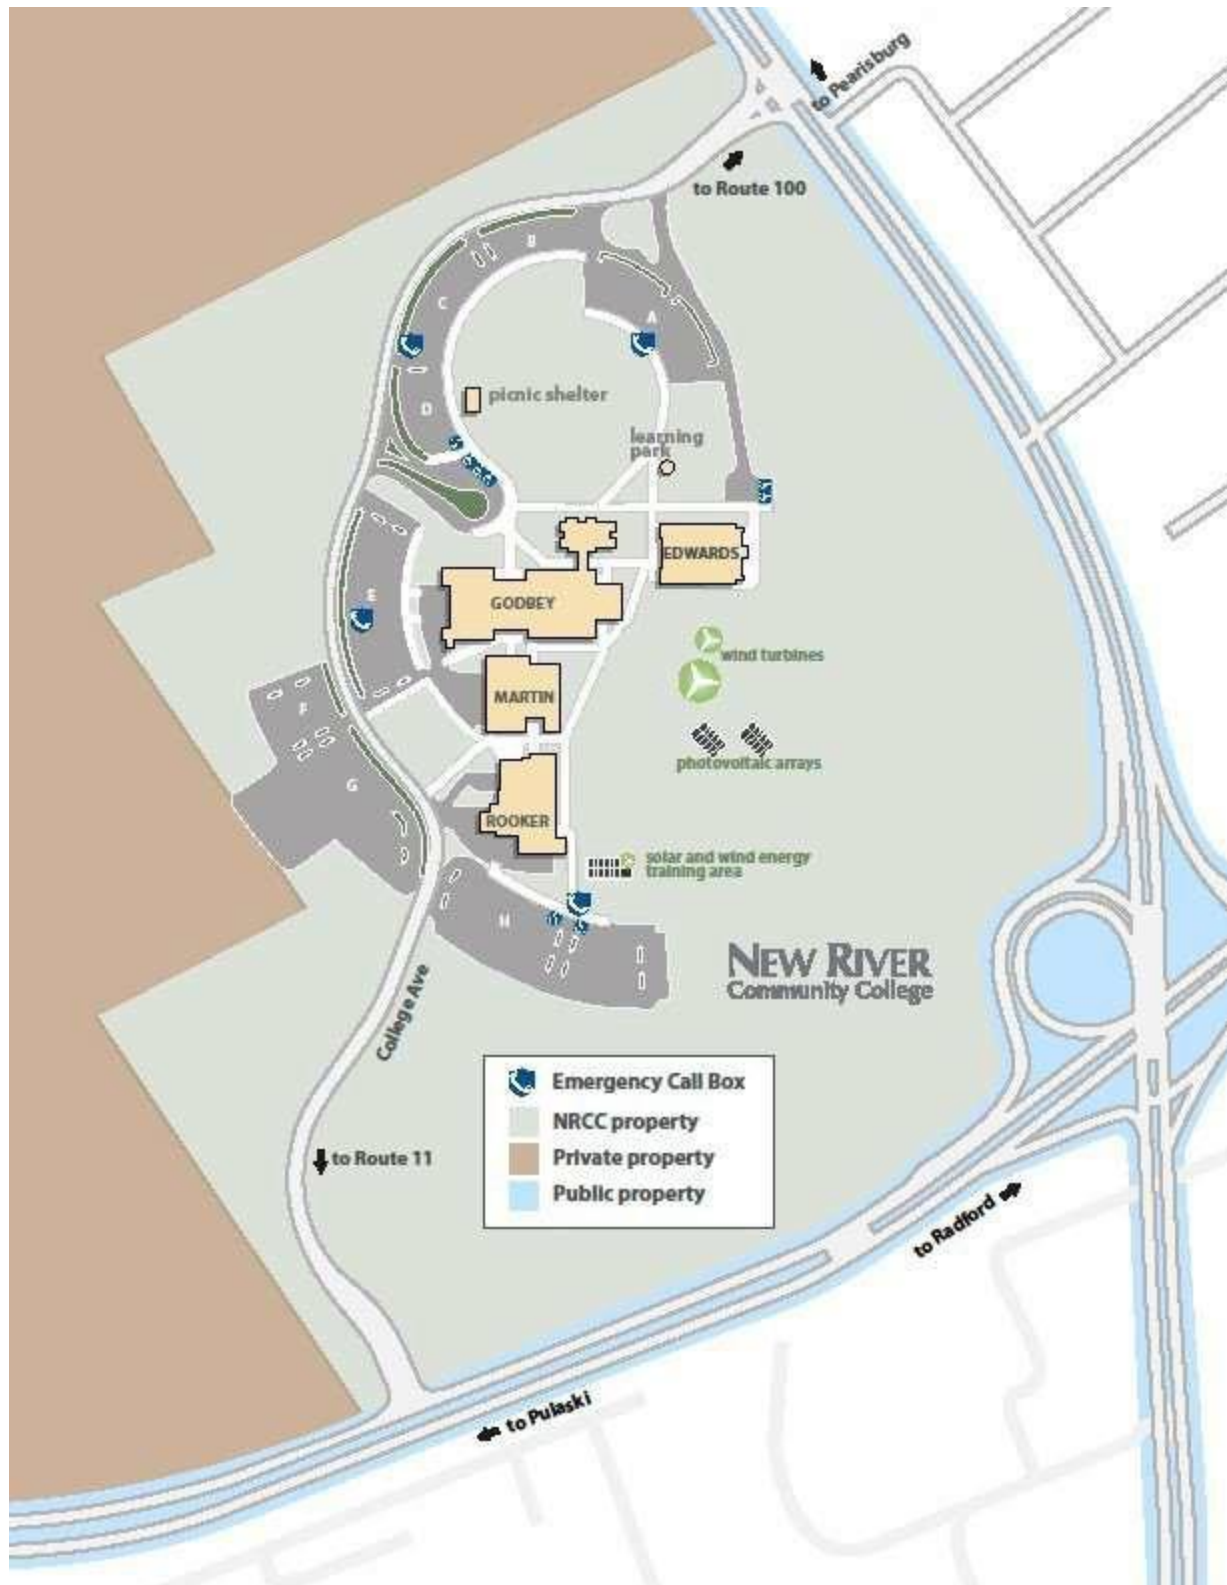 to Pearisburg
to Route 100
B
C
A
picnic shelter
D
learning
park
EDWARDS
E
GODBEY
wind turbines
MARTIN
F
photovoltaic arrays
G
ROOKER
solar and wind energy
training area
H
NEW RIVER
Community College
College Ave
Emergency Call Box
NRCC property
Private property
Public property
to Route 11
to Radford
to Pulaski